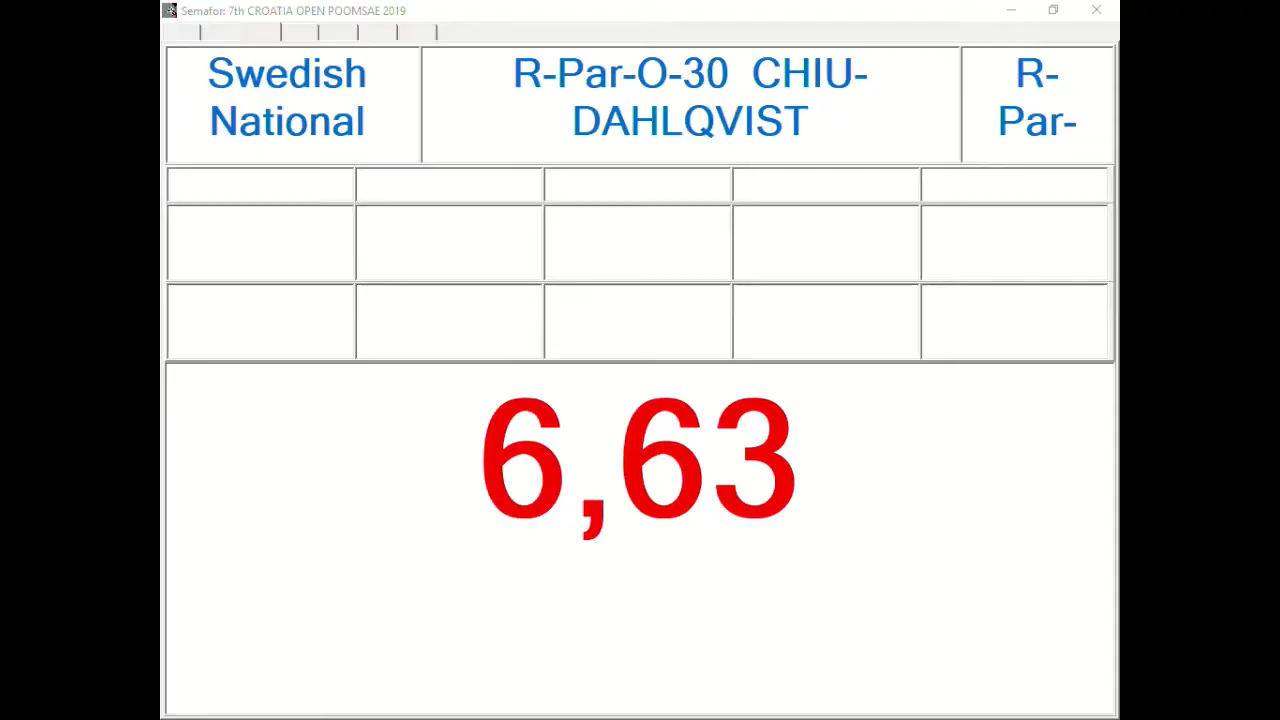 Semafor: 7th CROATIA OPEN POOMSAE 2019
Swedish
National
R-Par-O-30 CHIU-
DAHLQVIST
R-
Par-
6,63